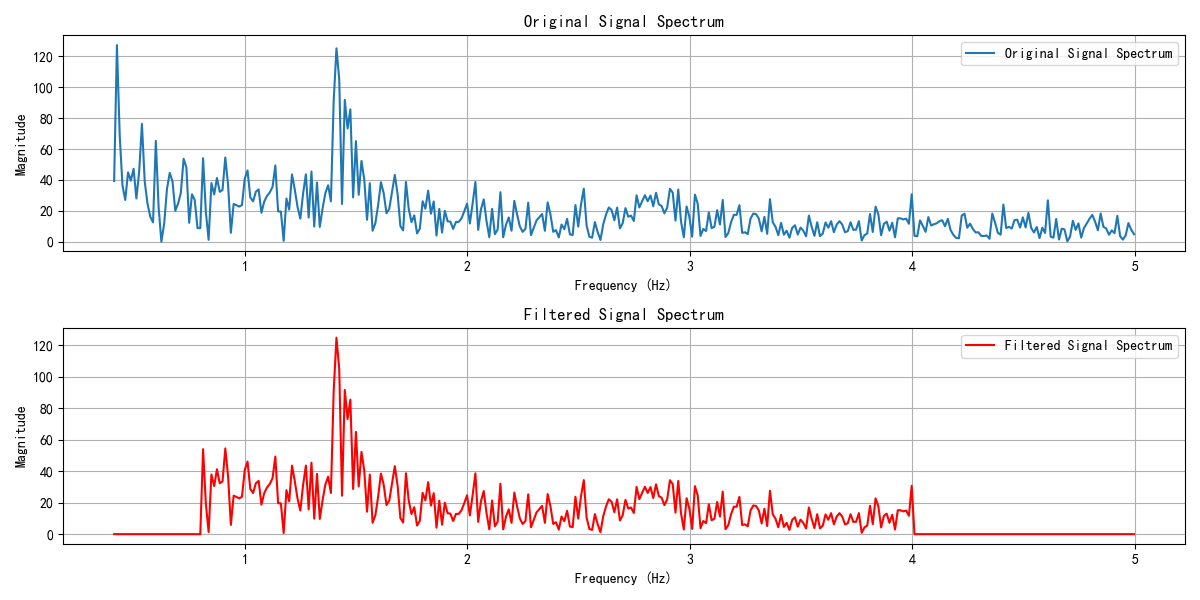 Original Signal Spectrum
Original Signal Spectrum
Magnitude
120
100
80
60
40
20
0
1 2 3 4 5
Frequency (Hz)
Filtered Signal Spectrum
Filtered Signal Spectrum
Magnitude
120
100
80
60
40
20
0
1 2 3 4 5
Frequency (Hz)